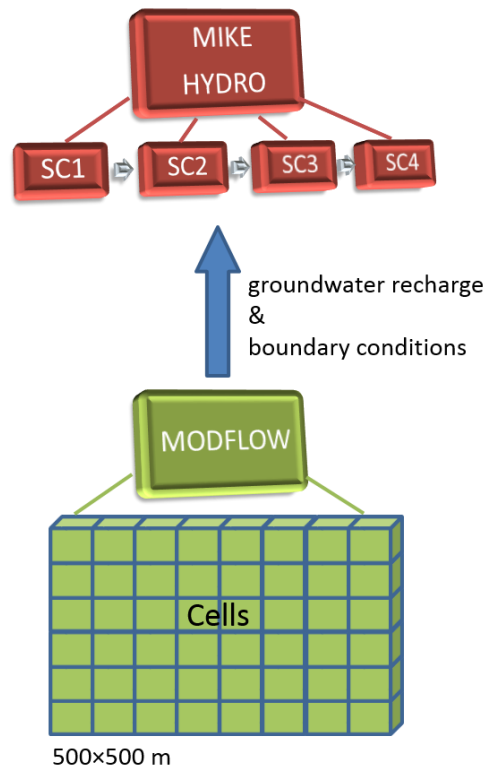 MIKE
HYDRO
SC1
SC2
SC3
SC4
groundwater recharge
&
boundary conditions
MODFLOW
Cells
500×500 m